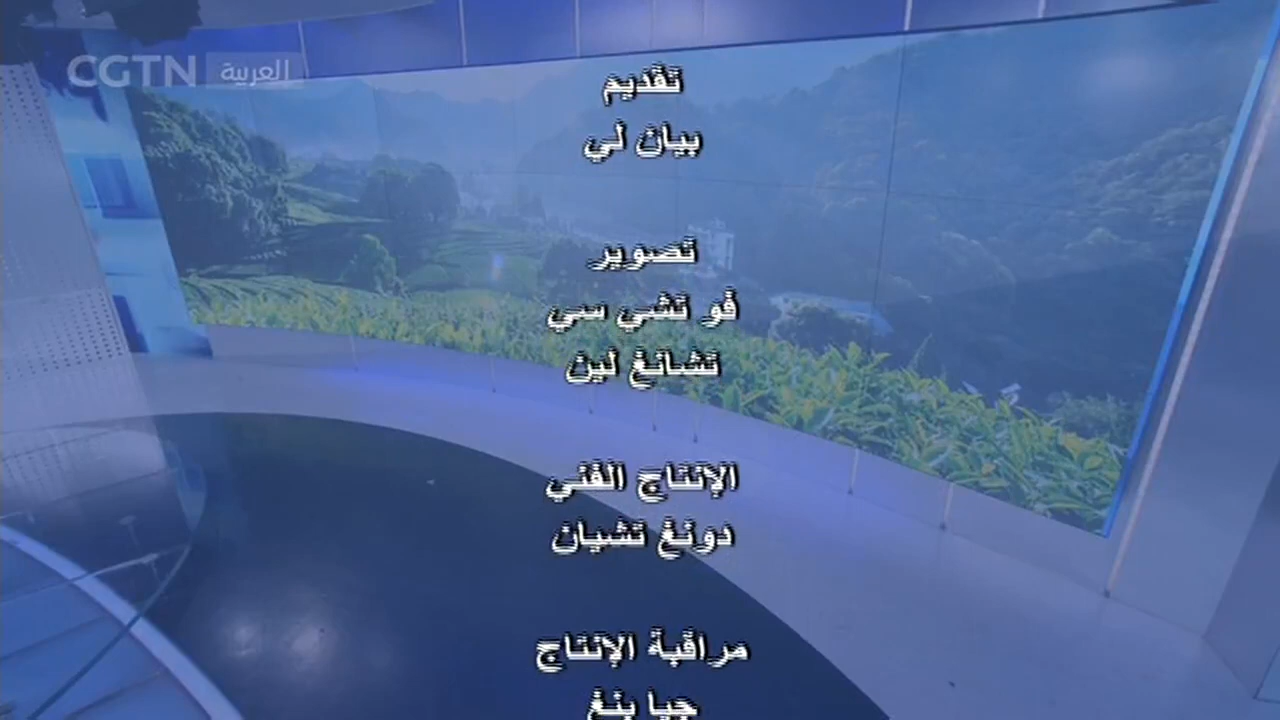 CGTN العربية
تقديم
بيان لي
تصوير
فو تشي سي
تشانغ لين
الإنتاج الفني
دونغ تشيان
مراقبة الإنتاج
جيا بنغ